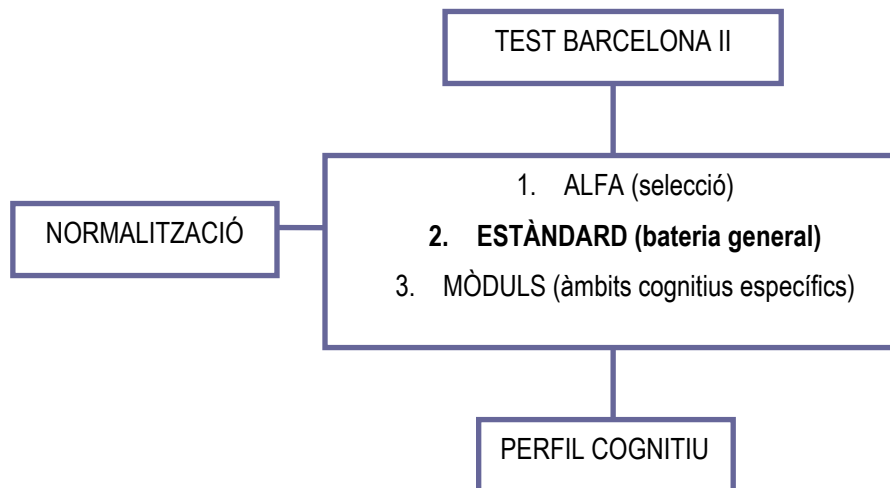 TEST BARCELONA II
1. ALFA (selecció)
NORMALITZACIÓ
2. ESTÀNDARD (bateria general)
3. MÒDULS (àmbits cognitius específics)
PERFIL COGNITIU